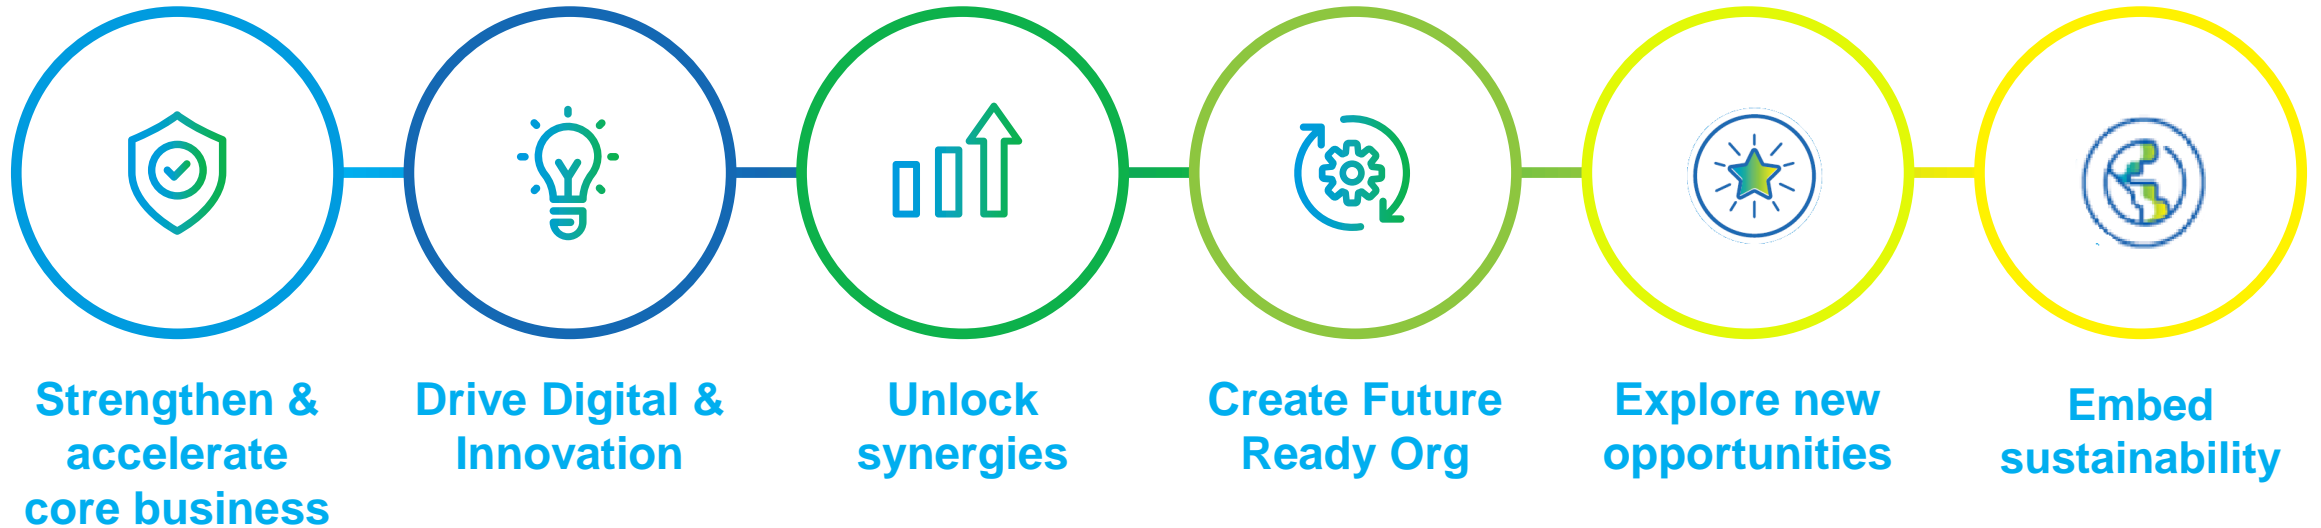 Strengthen &
accelerate
core business
Drive Digital &
Innovation
Unlock
synergies
Create Future
Ready Org
Explore new
opportunities
Embed
sustainability